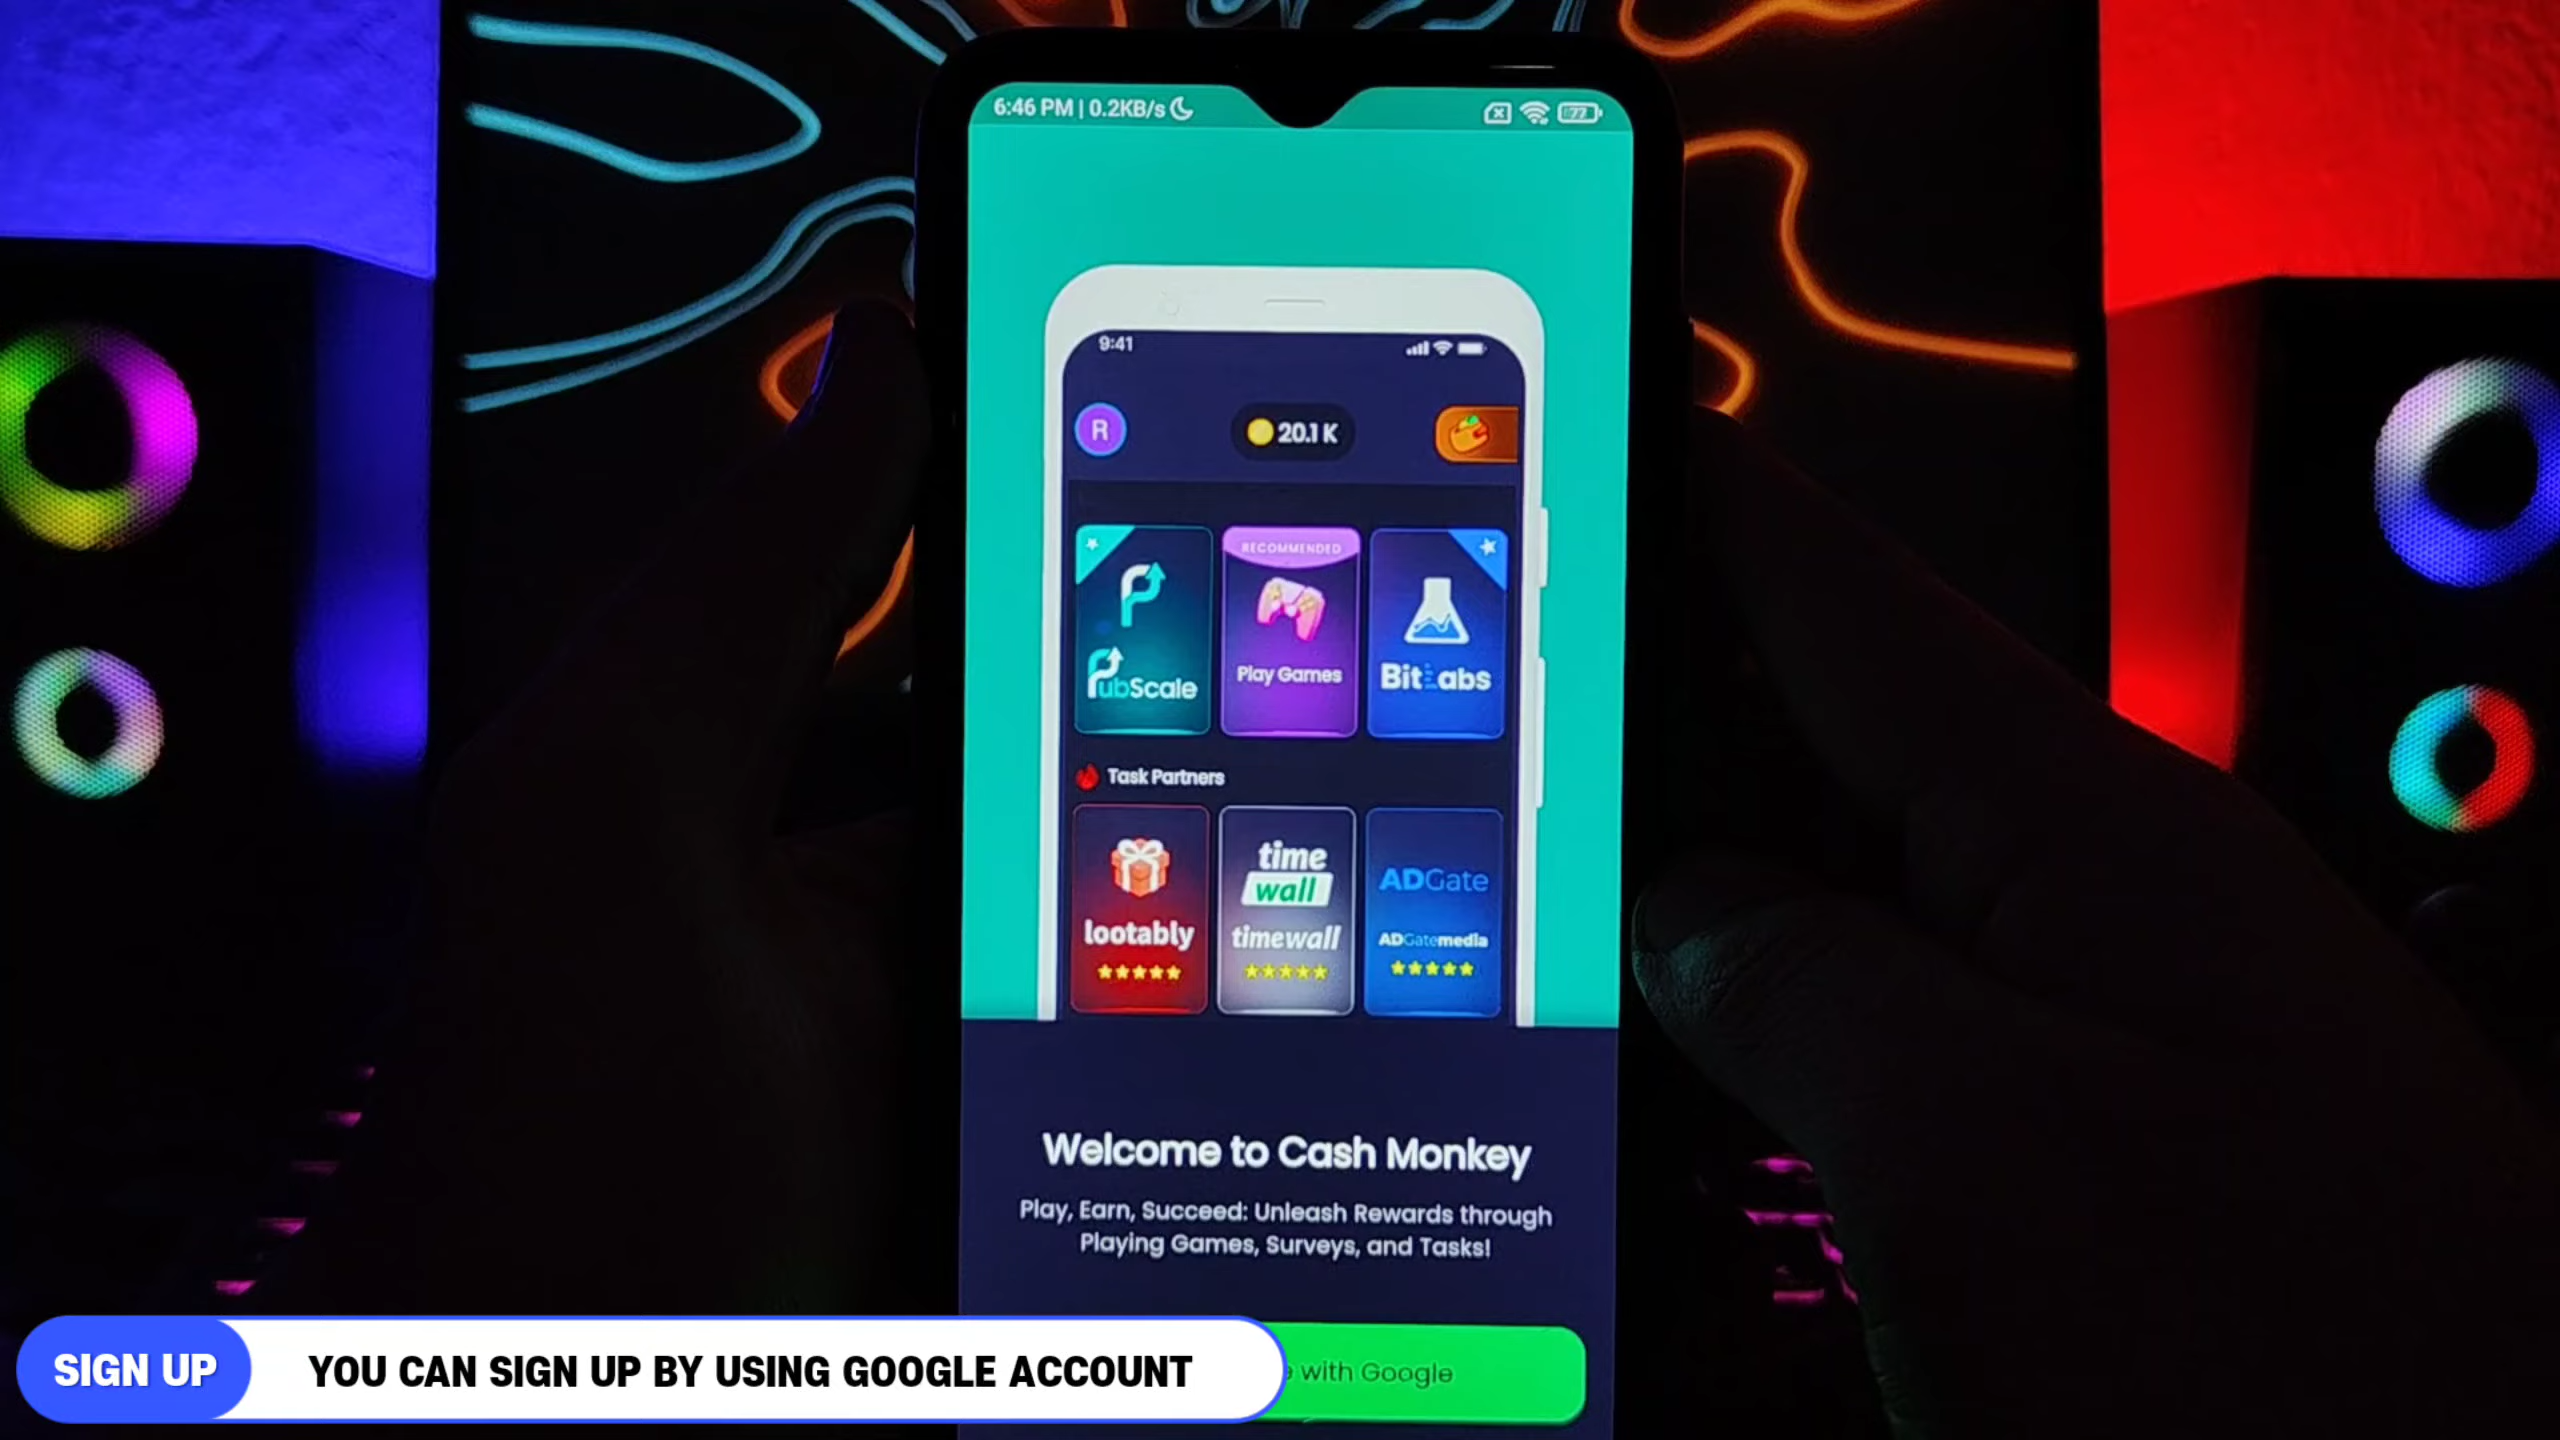 6:46 PM | 0.2KB/s
77
9:41
R
20.1 K
RECOMMENDED
PubScale
Play Games
BitLabs
Task Partners
time
wall
ADGate
lootably
timewall
ADGatemedia
Welcome to Cash Monkey
Play, Earn, Succeed: Unleash Rewards through
Playing Games, Surveys, and Tasks!
SIGN UP
YOU CAN SIGN UP BY USING GOOGLE ACCOUNT
with Google